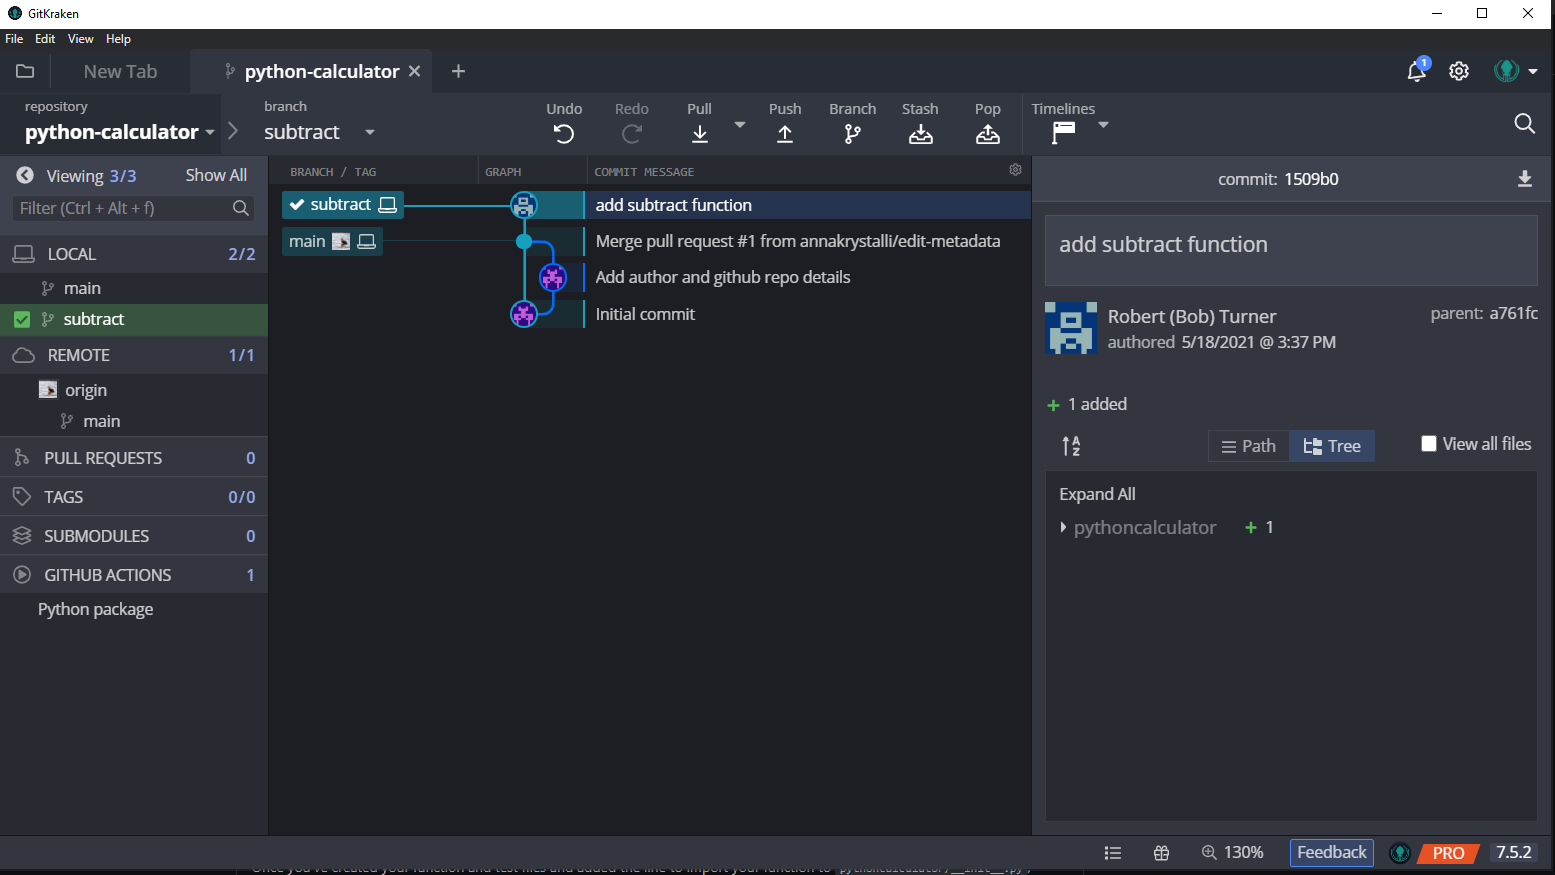 GitKraken
File Edit View Help
New Tab
python-calculator
1
repository
python-calculator
branch
subtract
Undo
Redo
Pull
Push
Branch
Stash
Pop
Timelines
Viewing 3/3
Show All
Filter (Ctrl + Alt + f)
LOCAL 2/2
main
subtract
REMOTE 1/1
origin
main
PULL REQUESTS 0
TAGS 0/0
SUBMODULES 0
GITHUB ACTIONS 1
Python package
BRANCH / TAG GRAPH COMMIT MESSAGE
subtract add subtract function
main Merge pull request #1 from annakrystalli/edit-metadata
Add author and github repo details
Initial commit
commit: 1509b0
add subtract function
Robert (Bob) Turner
authored 5/18/2021 @ 3:37 PM
parent: a761fc
1 added
A
Z
Path
Tree
View all files
Expand All
pythoncalculator + 1
130%
Feedback
PRO
7.5.2
Once you've created your function and test files and added the line to import your function to pythoncalculator/__init__.py,